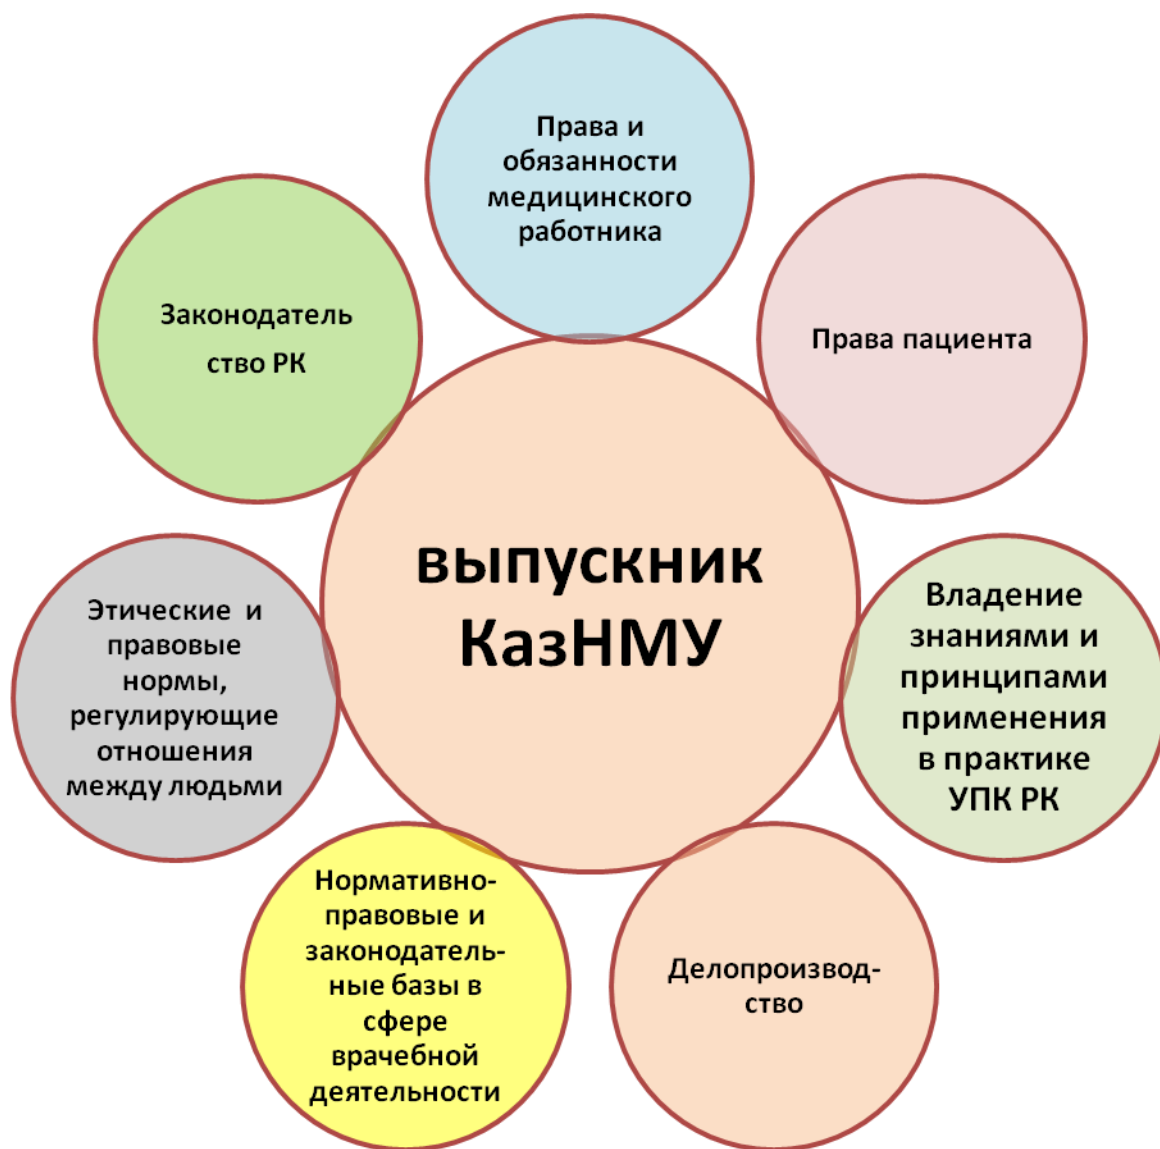 Права и
обязанности
медицинского
работника
Права пациента
Владение
знаниями и
принципами
применения
в практике
УПК РК
Делопроизвод-
ство
Нормативно-
правовые и
законодатель-
ные базы в
сфере
врачебной
деятельности
Этические и
правовые
нормы,
регулирующие
отношения
между людьми
Законодатель
ство РК
выпускник
КазНМУ